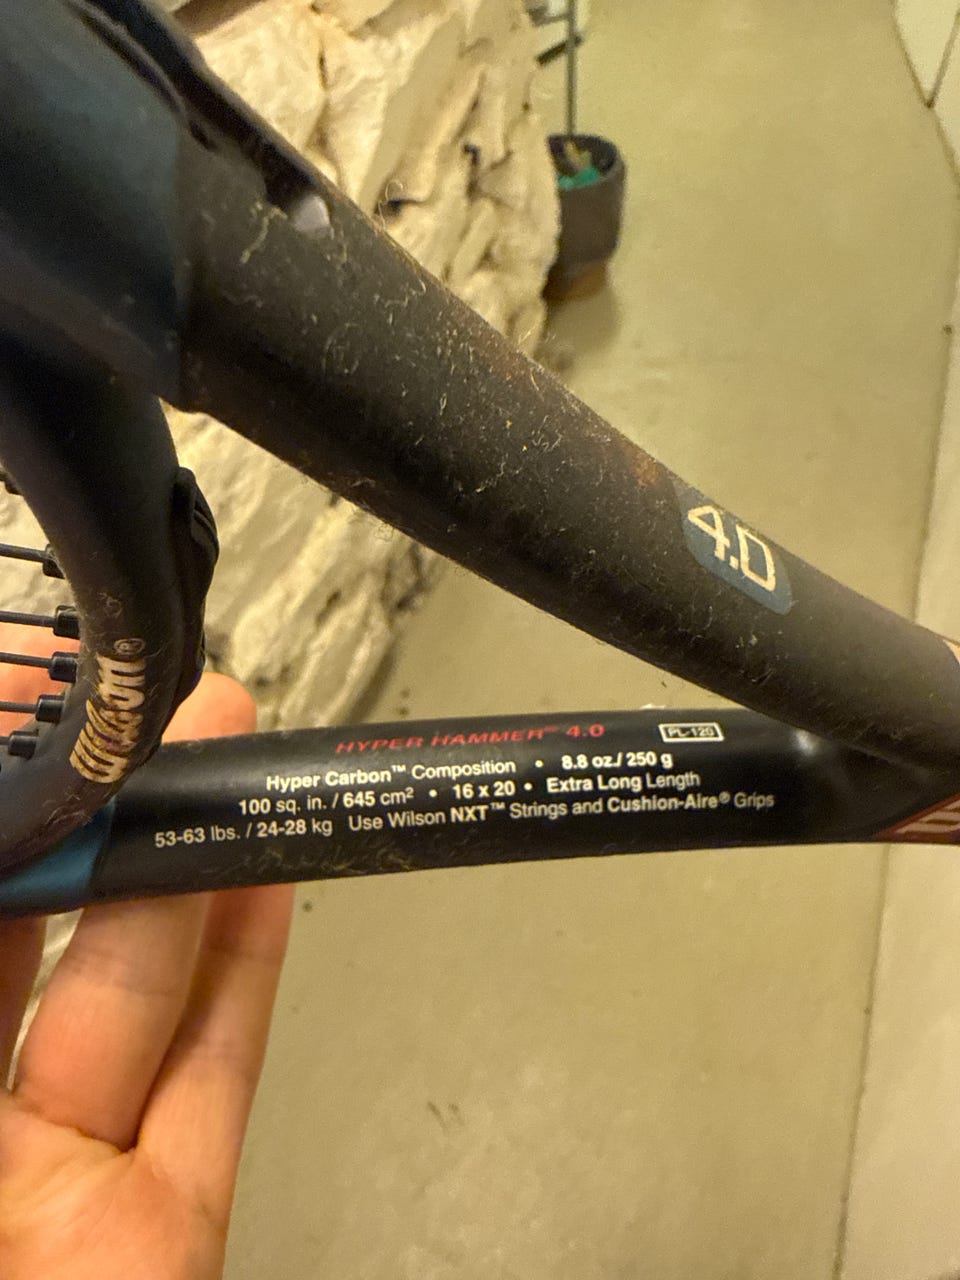 4.0
Wilson®
HYPER HAMMER™ 4.0 PL-120
Hyper Carbon™ Composition • 8.8 oz./ 250 g
100 sq. in. / 645 cm² • 16 x 20 • Extra Long Length
53-63 lbs. / 24-28 kg Use Wilson NXT™ Strings and Cushion-Aire® Grips